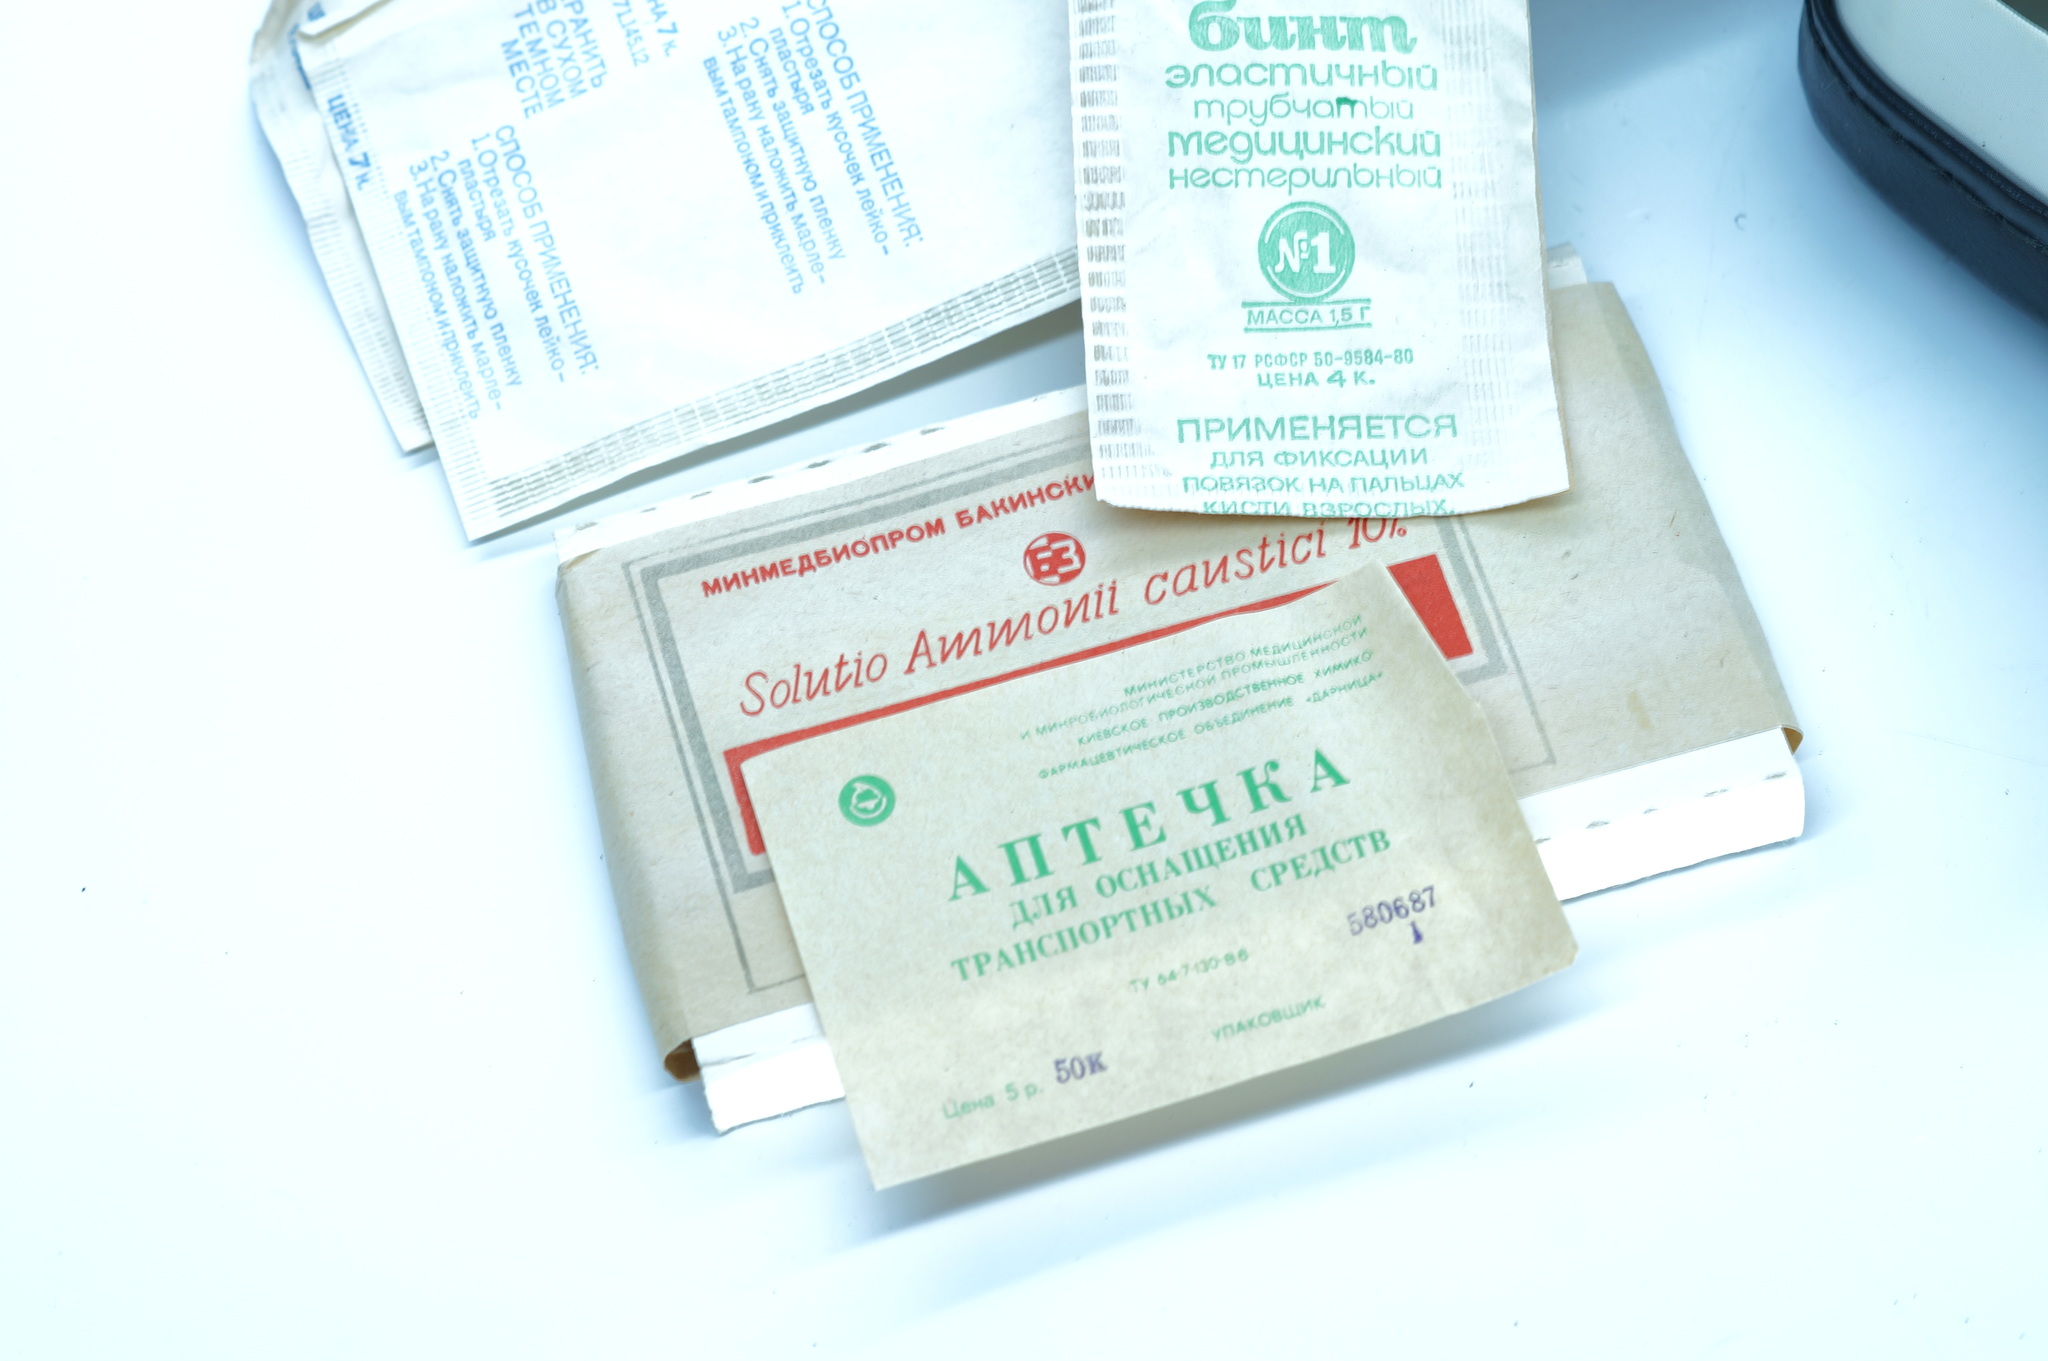 ХРАНИТЬ
В СУХОМ
ТЕМНОМ
МЕСТЕ
ЦЕНА 7 к.
СПОСОБ ПРИМЕНЕНИЯ:
1.Отрезать кусочек лейко-
пластыря
2. Снять защитную пленку
3.На рану наложить марле-
вым тампоном и приклеить
ЦЕНА 7 к.
СПОСОБ ПРИМЕНЕНИЯ:
1.Отрезать кусочек лейко-
пластыря
2. Снять защитную пленку
3.На рану наложить марле-
вым тампоном и приклеить
бинт
эластичный
трубчатый
медицинский
нестерильный
№1
МАССА 1,5 Г
ТУ 17 РСФСР 50-9584-80
ЦЕНА 4 К.
ПРИМЕНЯЕТСЯ
ДЛЯ ФИКСАЦИИ
ПОВЯЗОК НА ПАЛЬЦАХ
КИСТИ ВЗРОСЛЫХ.
МИНМЕДБИОПРОМ БАКИНСКИ
БЗ
Solutio Ammonii caustici 10%
МИНИСТЕРСТВО МЕДИЦИНСКОЙ
И МИКРОБИОЛОГИЧЕСКОЙ ПРОМЫШЛЕННОСТИ
КИЕВСКОЕ ПРОИЗВОДСТВЕННОЕ ХИМИКО
ФАРМАЦЕВТИЧЕСКОЕ ОБЪЕДИНЕНИЕ «ДАРНИЦА»
АПТЕЧКА
ДЛЯ ОСНАЩЕНИЯ
ТРАНСПОРТНЫХ СРЕДСТВ
580687
1
ТУ 64-7-130-86
УПАКОВЩИК
Цена 5 р. 50К